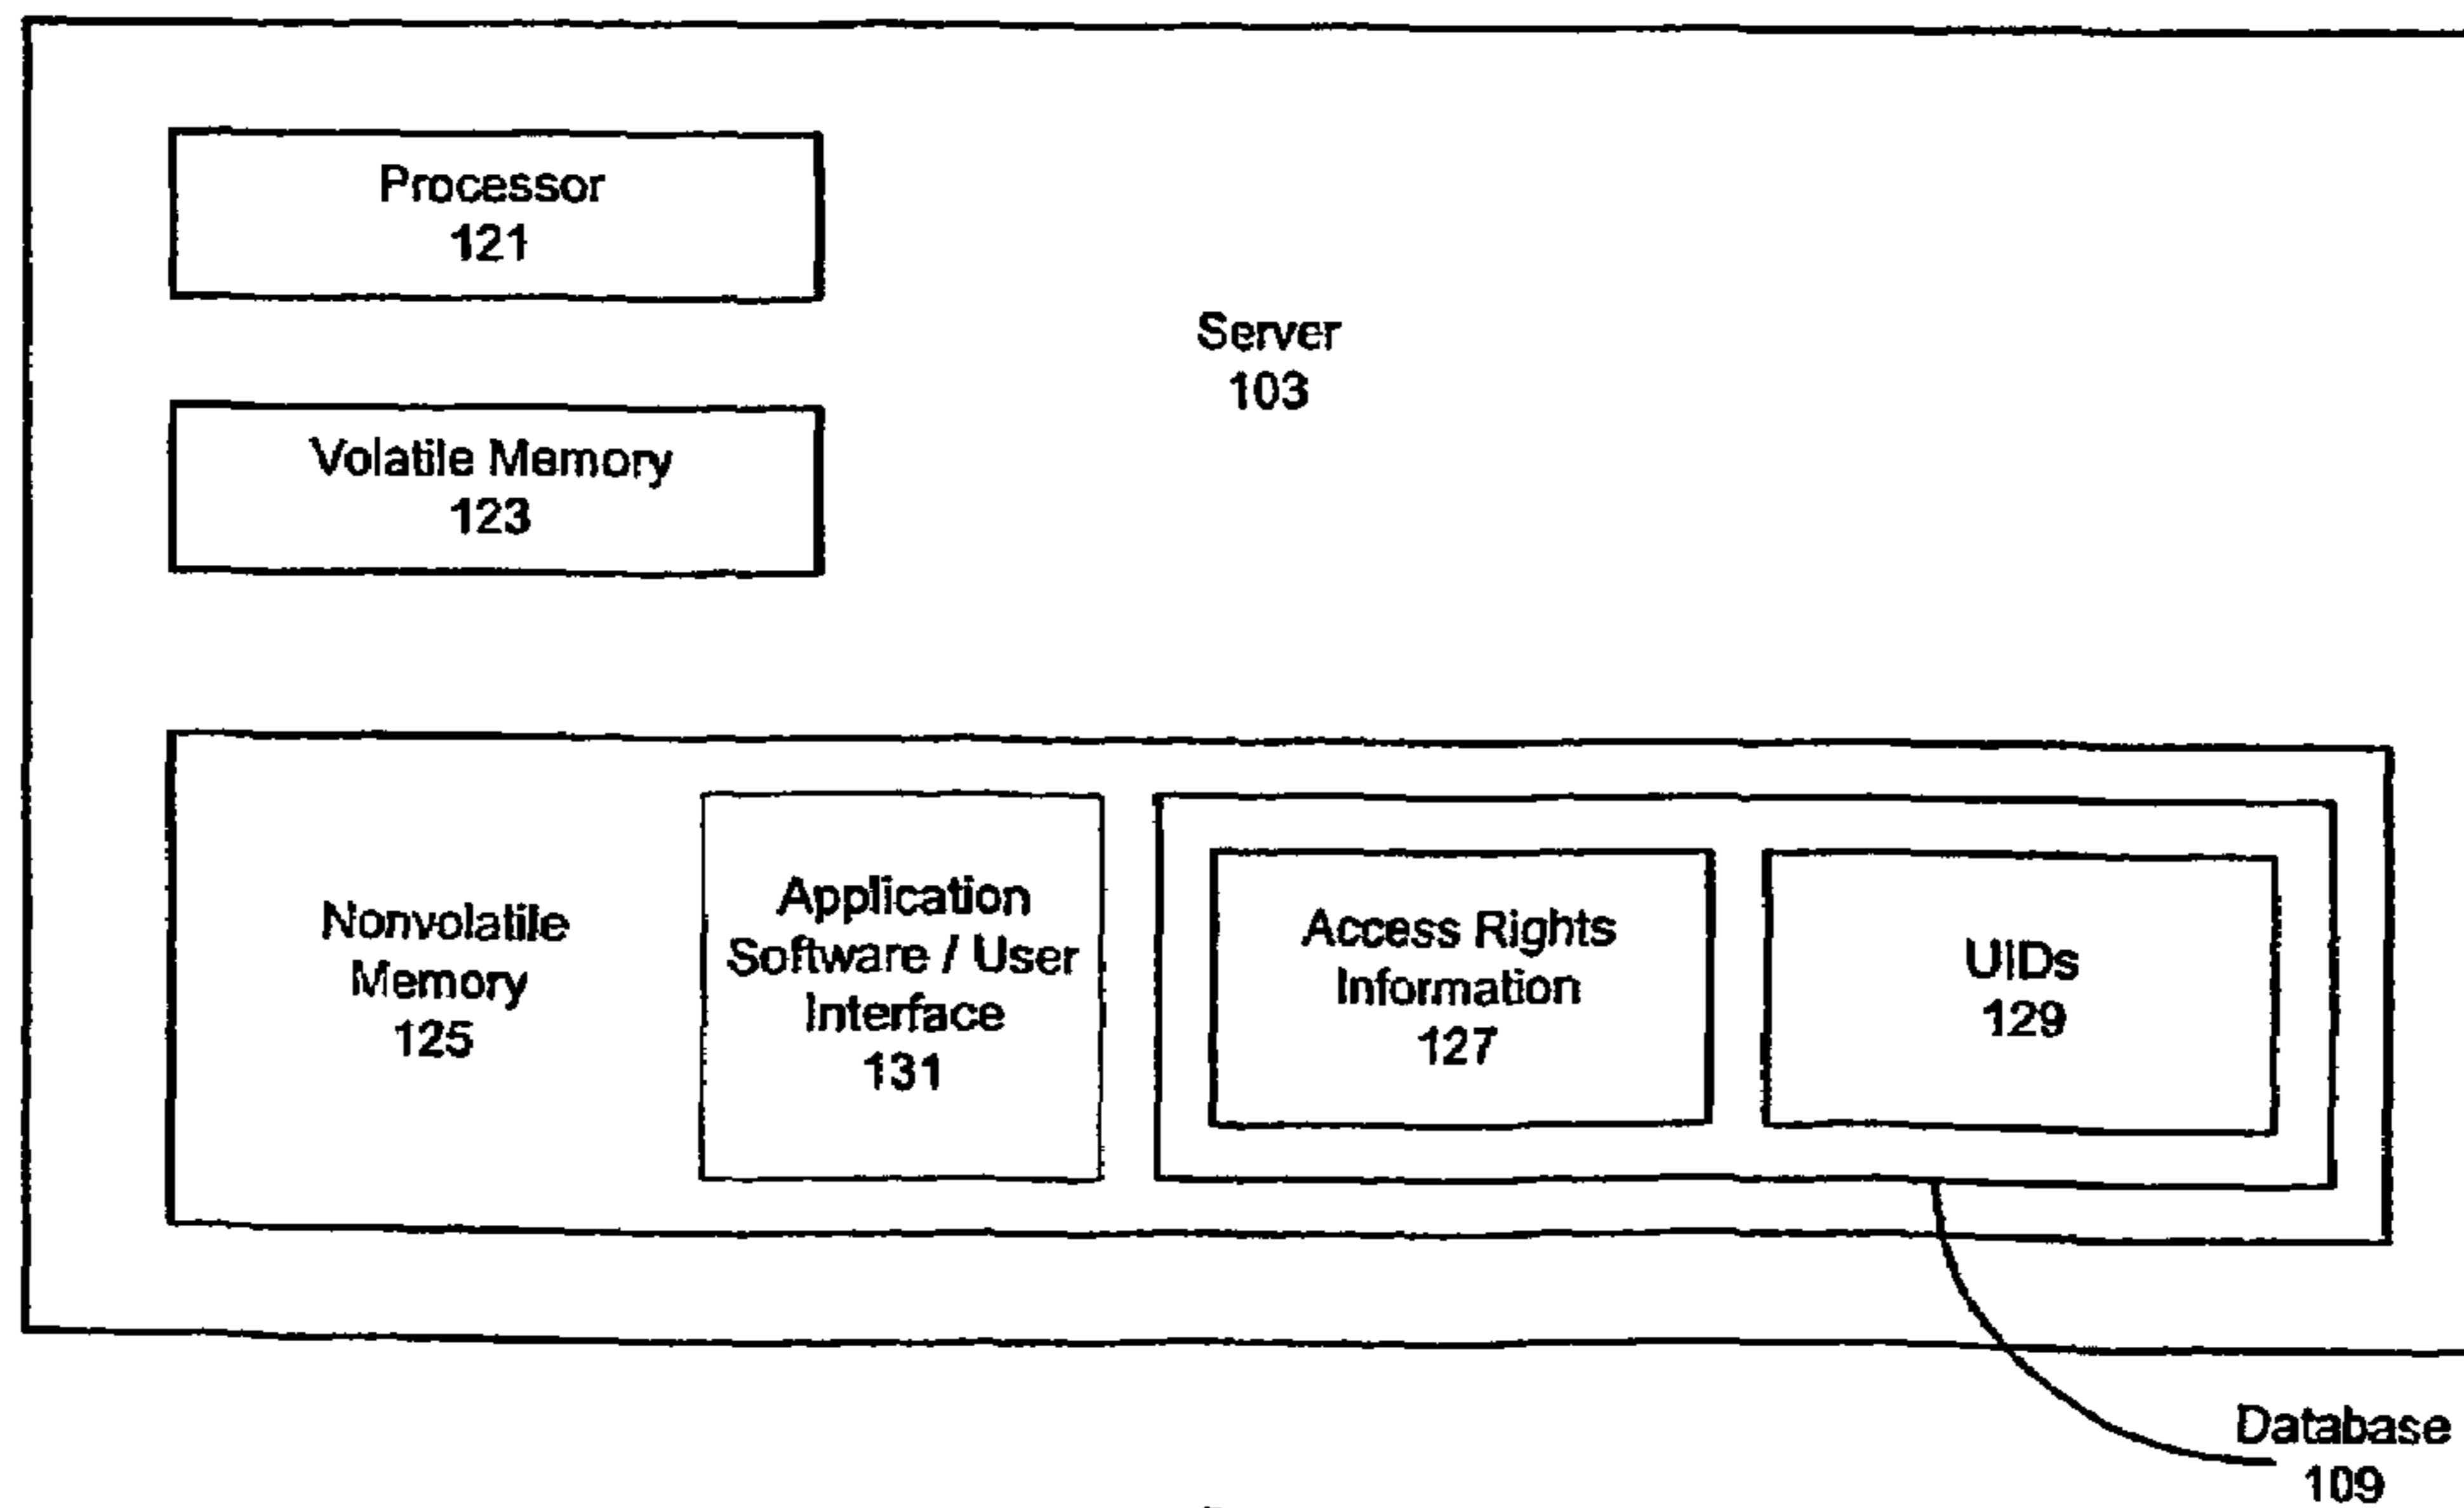 Processor
121
Server
103
Volatile Memory
123
Nonvolatile
Memory
125
Application
Software / User
Interface
131
Access Rights
Information
127
UIDs
129
Database
109